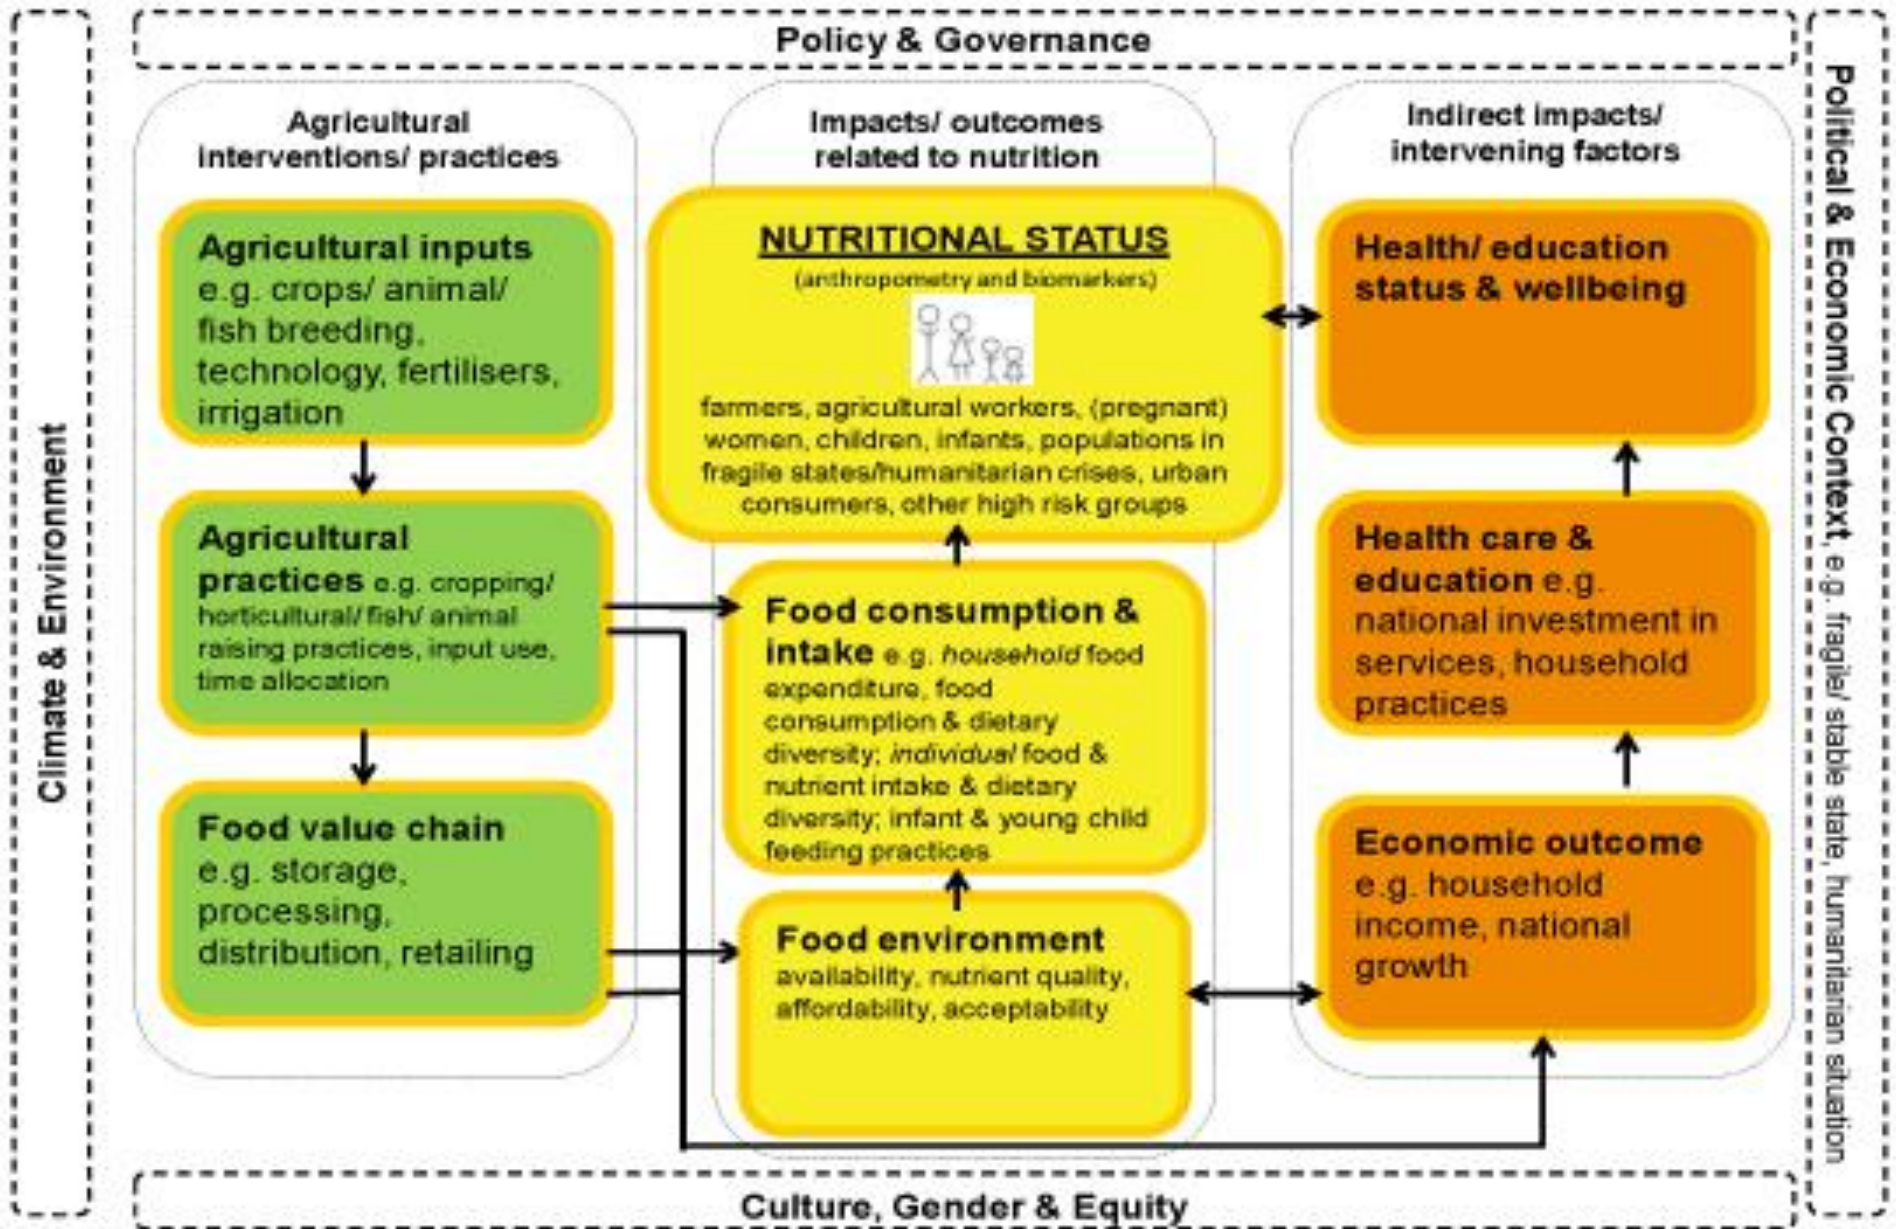 Policy & Governance
Climate & Environment
Agricultural
interventions/ practices
Agricultural inputs
e.g. crops/ animal/
fish breeding,
technology, fertilisers,
irrigation
Agricultural
practices e.g. cropping/
horticultural/ fish/ animal
raising practices, input use,
time allocation
Food value chain
e.g. storage,
processing,
distribution, retailing
Impacts/ outcomes
related to nutrition
NUTRITIONAL STATUS
(anthropometry and biomarkers)
farmers, agricultural workers, (pregnant)
women, children, infants, populations in
fragile states/humanitarian crises, urban
consumers, other high risk groups
Food consumption &
intake e.g. household food
expenditure, food
consumption & dietary
diversity; individual food &
nutrient intake & dietary
diversity; infant & young child
feeding practices
Food environment
availability, nutrient quality,
affordability, acceptability
Indirect impacts/
intervening factors
Health/ education
status & wellbeing
Health care &
education e.g.
national investment in
services, household
practices
Economic outcome
e.g. household
income, national
growth
Political & Economic Context, e.g. fragile/ stable state, humanitarian situation
Culture, Gender & Equity